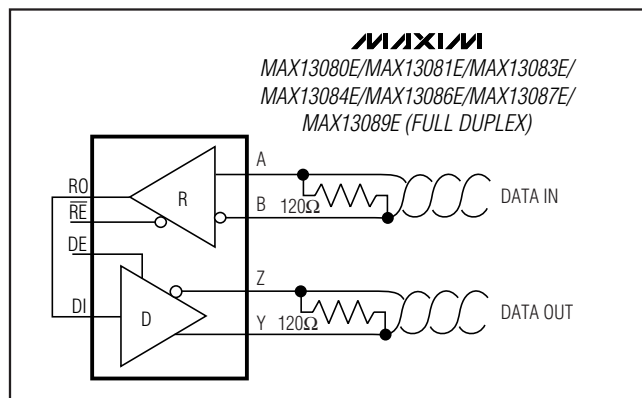 MAXIM
MAX13080E/MAX13081E/MAX13083E/
MAX13084E/MAX13086E/MAX13087E/
MAX13089E (FULL DUPLEX)
A
RO
R
B
120Ω
DATA IN
RE
DE
Z
DI
D
Y
120Ω
DATA OUT